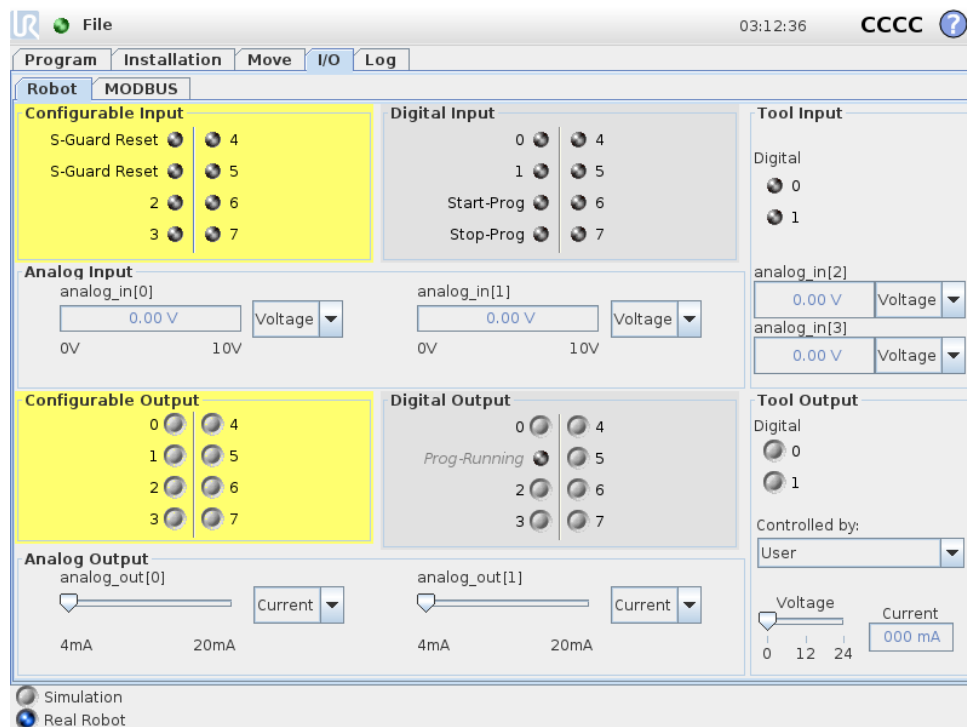 UR File 03:12:36 CCCC ?
Program Installation Move I/O Log
Robot MODBUS
Configurable Input
S-Guard Reset 4
S-Guard Reset 5
2 6
3 7
Digital Input
0 4
1 5
Start-Prog 6
Stop-Prog 7
Tool Input
Digital
0
1
Analog Input
analog_in[0]
0.00 V Voltage
0V 10V
analog_in[1]
0.00 V Voltage
0V 10V
analog_in[2]
0.00 V Voltage
analog_in[3]
0.00 V Voltage
Configurable Output
0 4
1 5
2 6
3 7
Digital Output
0 4
Prog-Running 5
2 6
3 7
Tool Output
Digital
0
1
Controlled by:
User
Voltage
0 12 24
Current
000 mA
Analog Output
analog_out[0]
Current
4mA 20mA
analog_out[1]
Current
4mA 20mA
Simulation
Real Robot